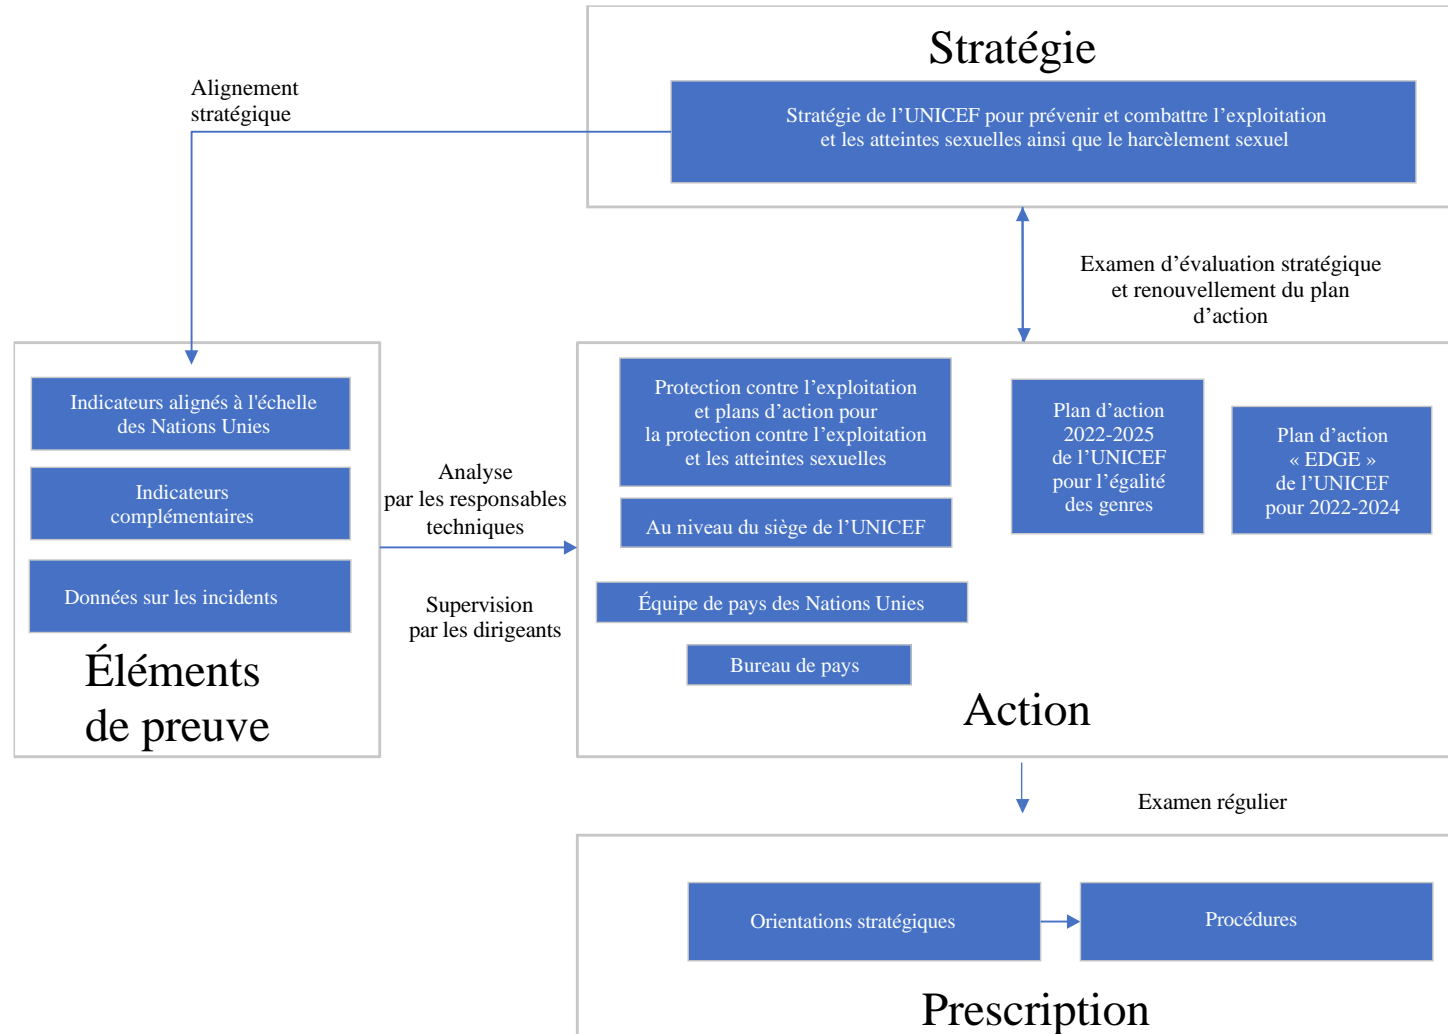 Stratégie
Stratégie de l’UNICEF pour prévenir et combattre l’exploitation
et les atteintes sexuelles ainsi que le harcèlement sexuel
Alignement
stratégique
Examen d’évaluation stratégique
et renouvellement du plan
d’action
Indicateurs alignés à l'échelle
des Nations Unies
Indicateurs
complémentaires
Données sur les incidents
Éléments
de preuve
Analyse
par les responsables
techniques
Supervision
par les dirigeants
Protection contre l’exploitation
et plans d’action pour
la protection contre l’exploitation
et les atteintes sexuelles
Au niveau du siège de l’UNICEF
Équipe de pays des Nations Unies
Bureau de pays
Plan d’action
2022-2025
de l’UNICEF
pour l’égalité
des genres
Plan d’action
« EDGE »
de l’UNICEF
pour 2022-2024
Action
Examen régulier
Orientations stratégiques
Procédures
Prescription